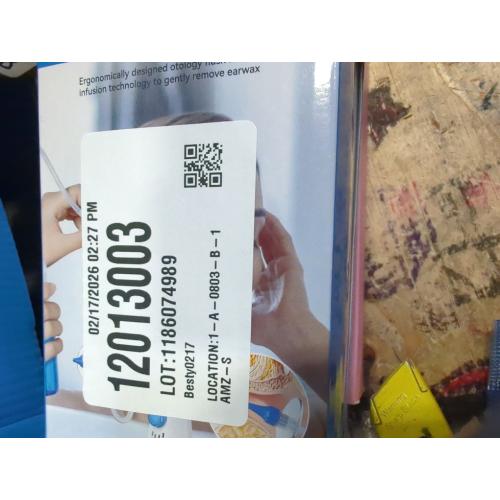 Ergonomically designed otology
infusion technology to gently remove earwax
02/17/2026 02:27 PM
12013003
LOT:1186074989
Besty0217
LOCATION:1-A-0803-B-1
AMZ-S